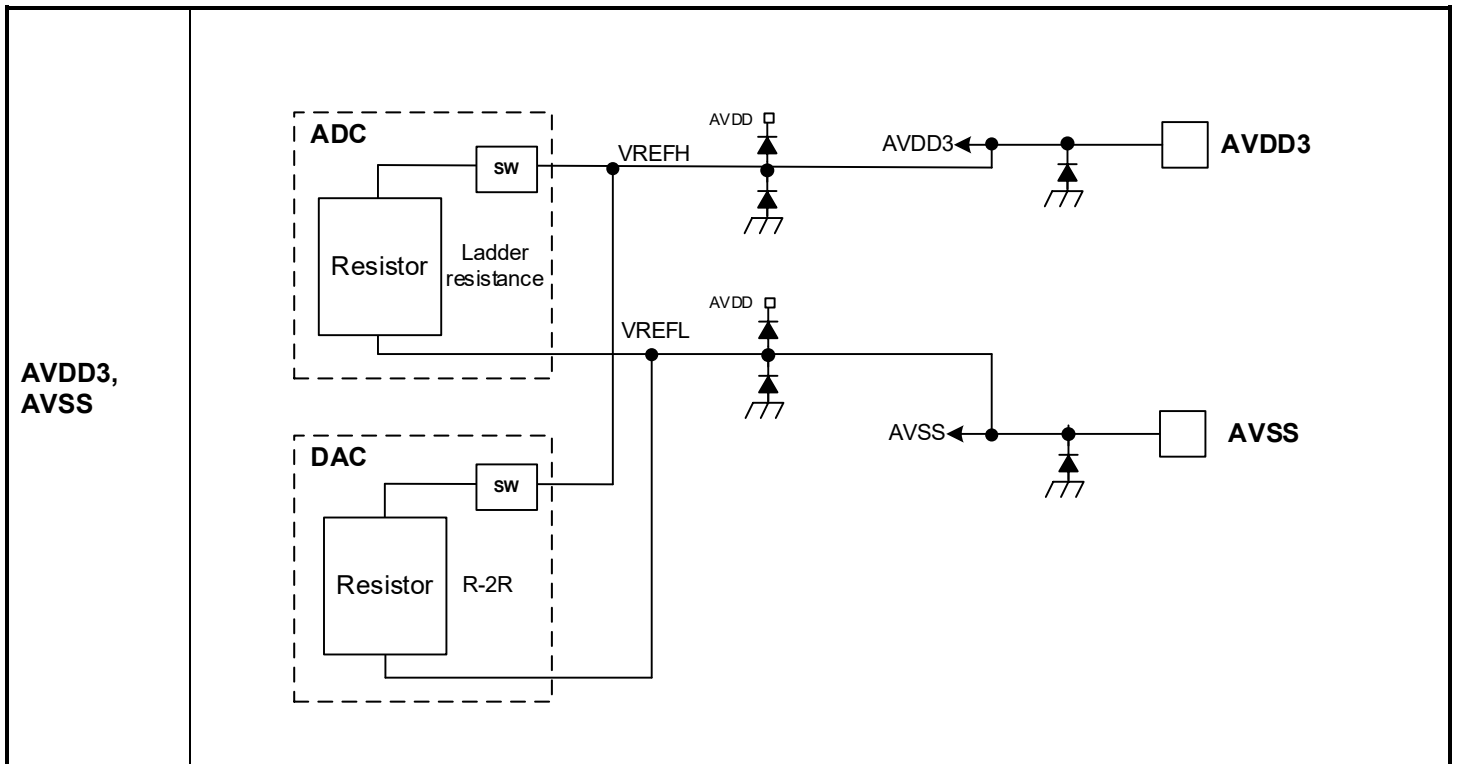 AVDD3,
AVSS
ADC
SW
Resistor
Ladder
resistance
VREFH
AVDD
AVDD3
AVDD3
VREFL
AVDD
AVSS
AVSS
DAC
SW
Resistor
R-2R